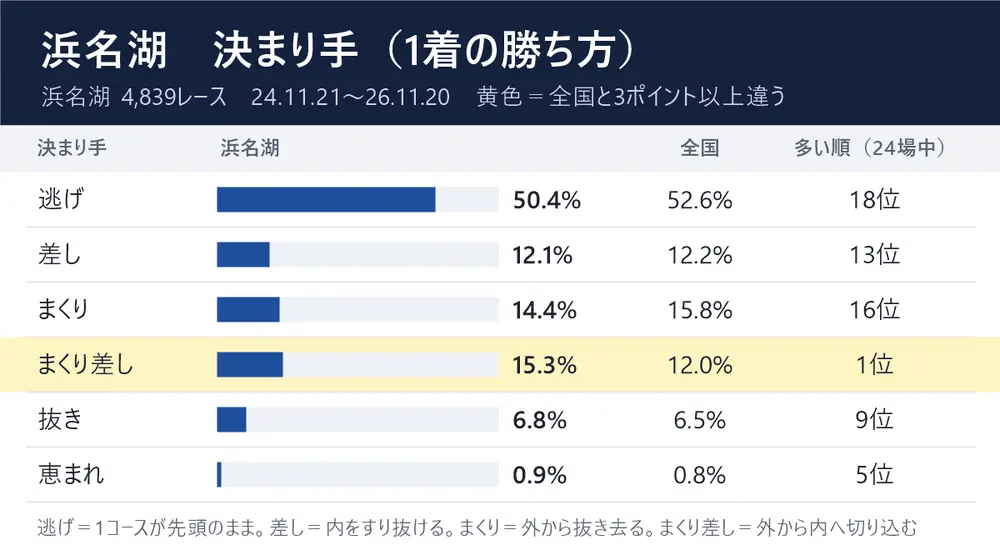 浜名湖 決まり手（1着の勝ち方）
浜名湖 4,839レース 24.11.21～26.11.20 黄色＝全国と3ポイント以上違う
決まり手 浜名湖 全国 多い順（24場中）
逃げ 50.4% 52.6% 18位
差し 12.1% 12.2% 13位
まくり 14.4% 15.8% 16位
まくり差し 15.3% 12.0% 1位
抜き 6.8% 6.5% 9位
恵まれ 0.9% 0.8% 5位
逃げ＝1コースが先頭のまま。差し＝内をすり抜ける。まくり＝外から抜き去る。まくり差し＝外から内へ切り込む